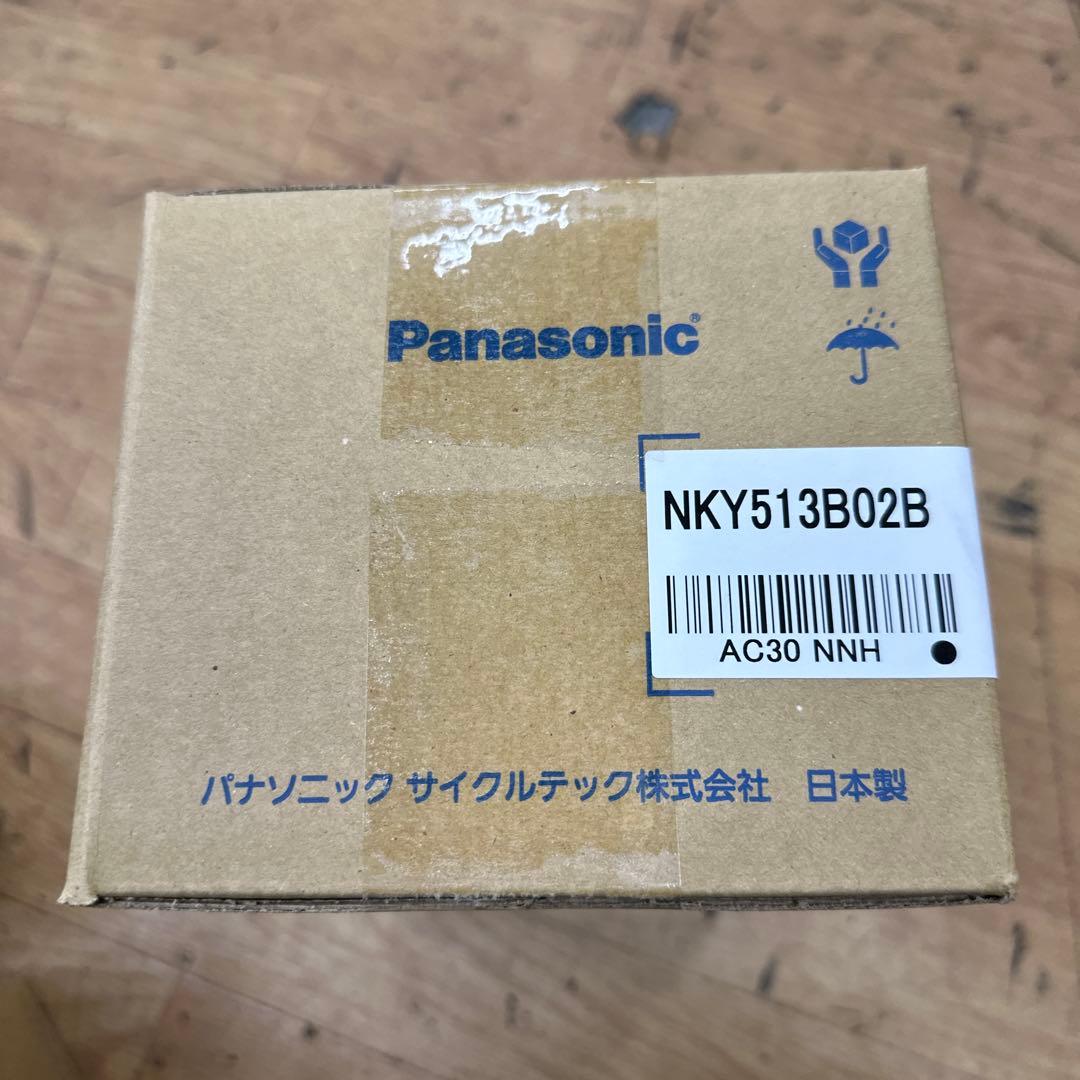 Panasonic®
NKY513B02B
AC30 NNH
パナソニック サイクルテック株式会社 日本製